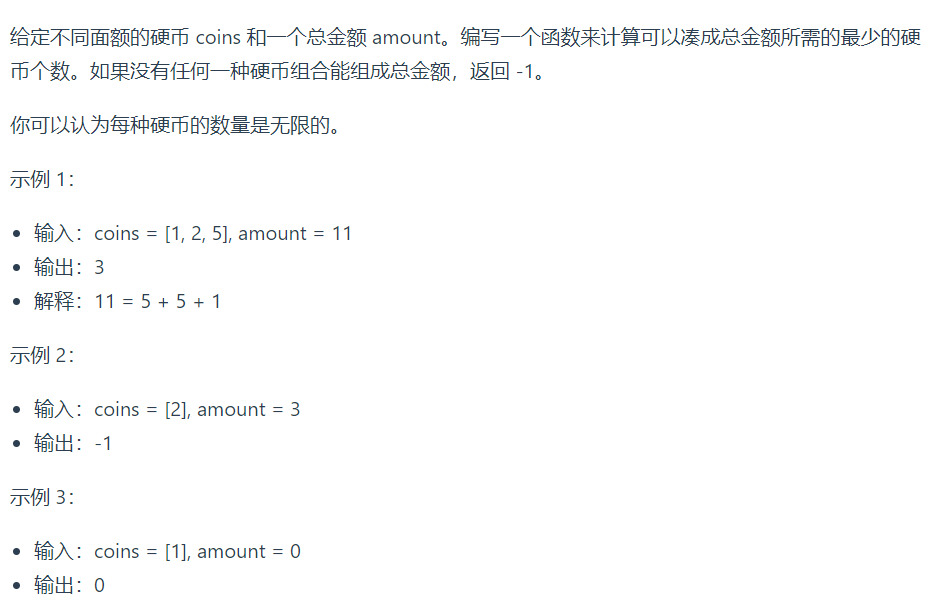 给定不同面额的硬币 coins 和一个总金额 amount。编写一个函数来计算可以凑成总金额所需的最少的硬
币个数。如果没有任何一种硬币组合能组成总金额，返回 -1。
你可以认为每种硬币的数量是无限的。
示例 1：
• 输入：coins = [1, 2, 5], amount = 11
• 输出：3
• 解释：11 = 5 + 5 + 1
示例 2：
• 输入：coins = [2], amount = 3
• 输出：-1
示例 3：
• 输入：coins = [1], amount = 0
• 输出：0